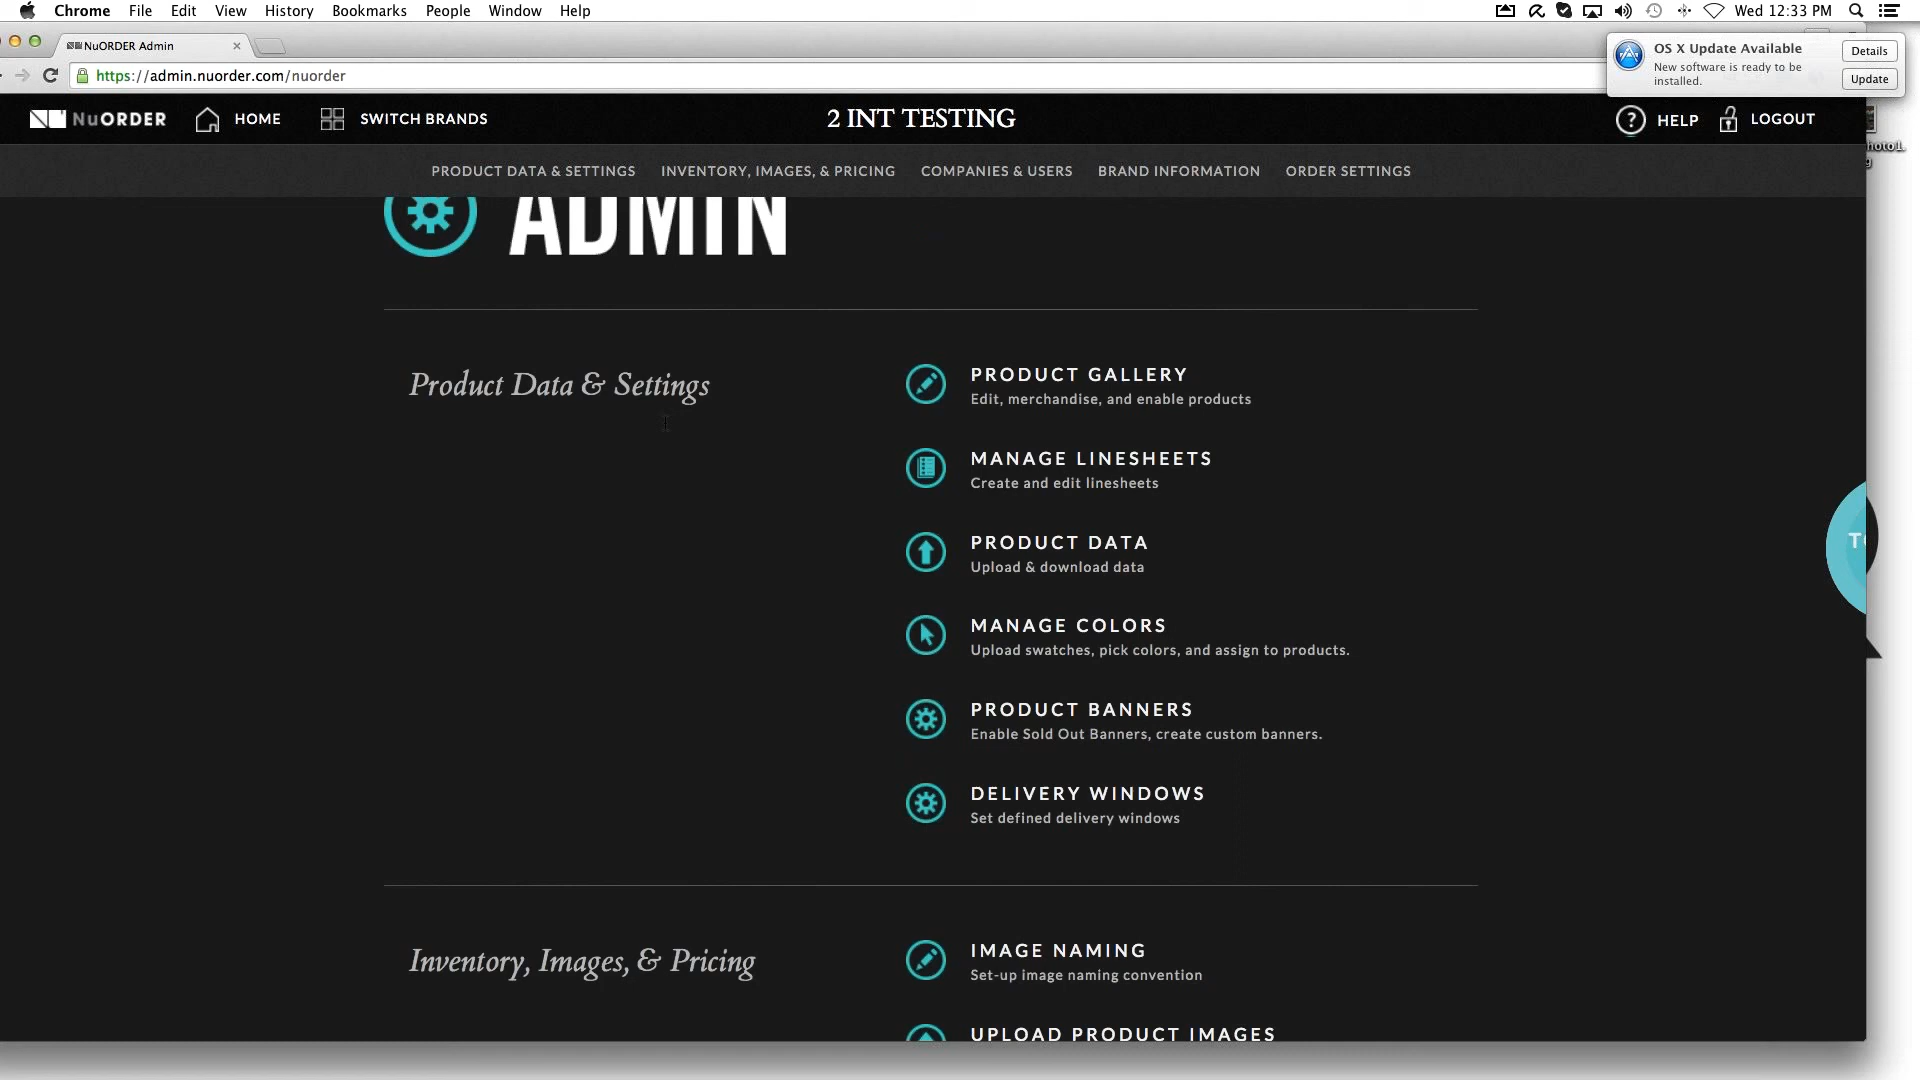 Chrome File Edit View History Bookmarks People Window Help Wed 12:33 PM
NuORDER Admin
https://admin.nuorder.com/nuorder
OS X Update Available
New software is ready to be
installed.
Details
Update
NuORDER HOME SWITCH BRANDS 2 INT TESTING ? HELP LOGOUT
PRODUCT DATA & SETTINGS INVENTORY, IMAGES, & PRICING COMPANIES & USERS BRAND INFORMATION ORDER SETTINGS
ADMIN
Product Data & Settings
PRODUCT GALLERY
Edit, merchandise, and enable products
MANAGE LINESHEETS
Create and edit linesheets
PRODUCT DATA
Upload & download data
MANAGE COLORS
Upload swatches, pick colors, and assign to products.
PRODUCT BANNERS
Enable Sold Out Banners, create custom banners.
DELIVERY WINDOWS
Set defined delivery windows
Inventory, Images, & Pricing
IMAGE NAMING
Set-up image naming convention
UPLOAD PRODUCT IMAGES